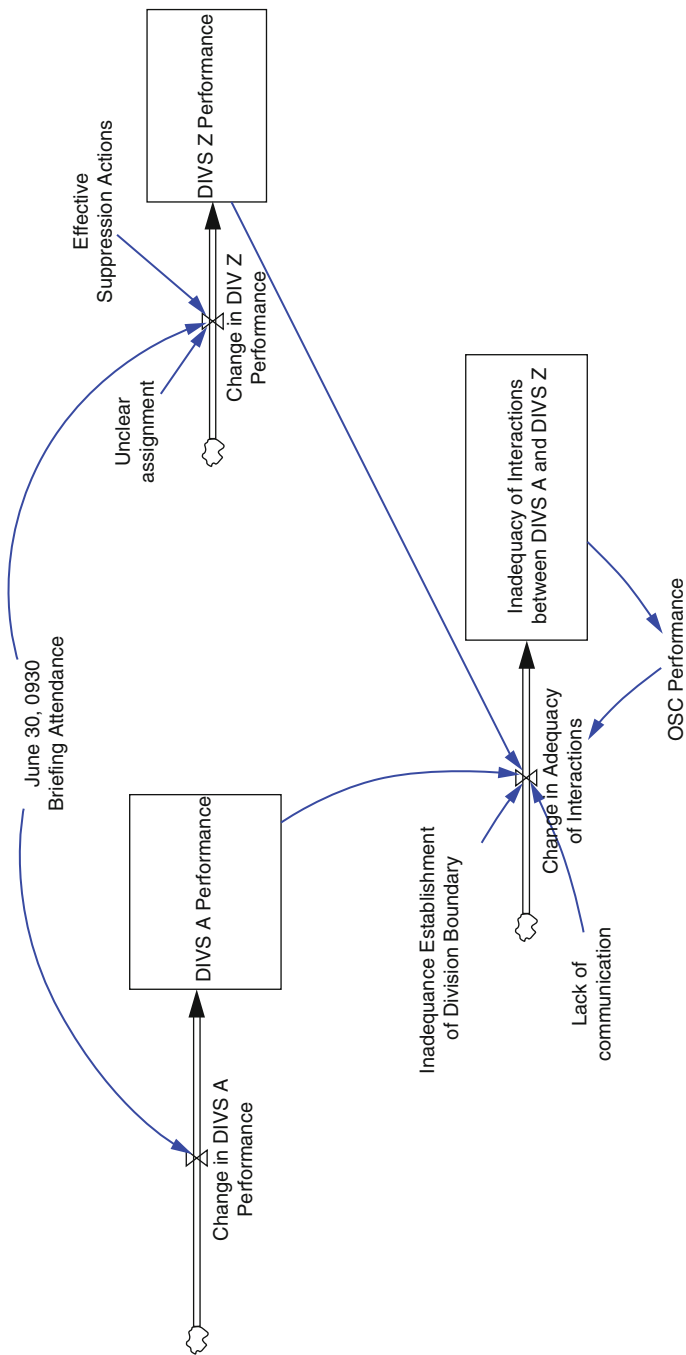 June 30, 0930
Briefing Attendance
Change in DIVS A
Performance
DIVS A Performance
Unclear
assignment
Effective
Suppression Actions
Change in DIV Z
Performance
DIVS Z Performance
Inadequance Establishment
of Division Boundary
Lack of
communication
Change in Adequacy
of Interactions
Inadequacy of Interactions
between DIVS A and DIVS Z
OSC Performance